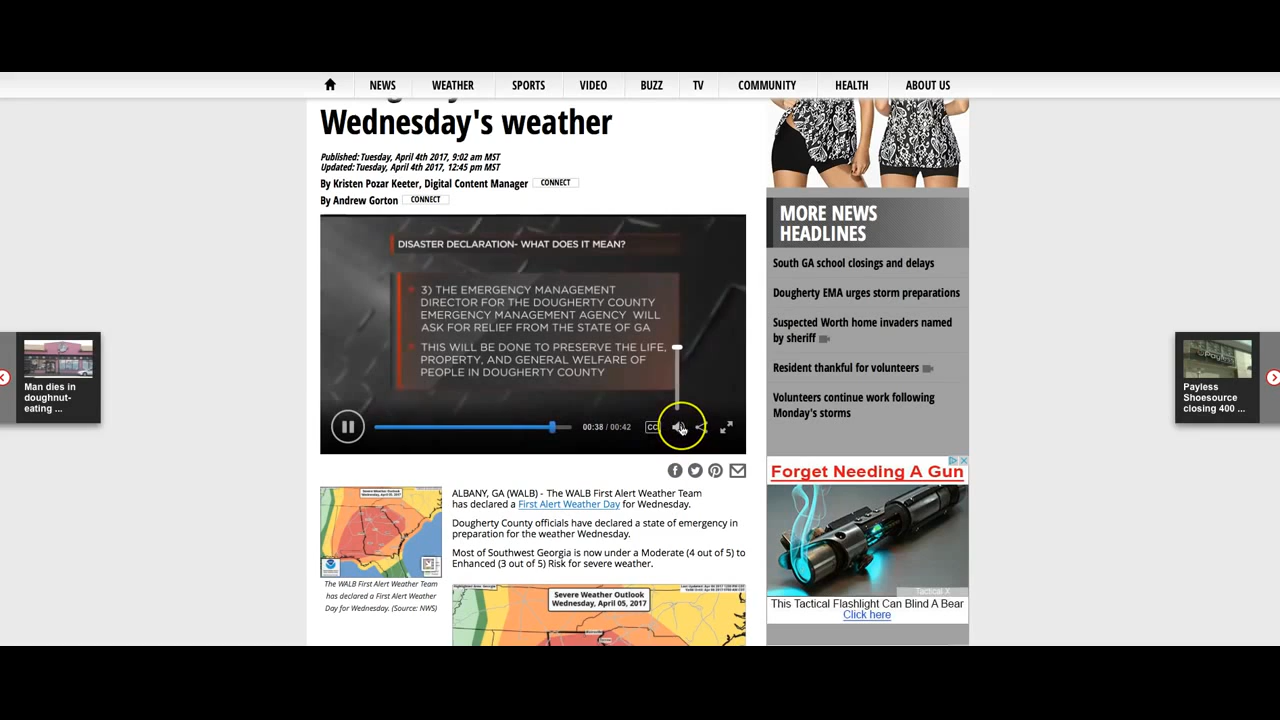 NEWS
WEATHER
SPORTS
VIDEO
BUZZ
TV
COMMUNITY
HEALTH
ABOUT US
Wednesday's weather
Published: Tuesday, April 4th 2017, 9:02 am MST
Updated: Tuesday, April 4th 2017, 12:45 pm MST
By Kristen Pozar Keeter, Digital Content Manager CONNECT
By Andrew Gorton CONNECT
DISASTER DECLARATION- WHAT DOES IT MEAN?
3) THE EMERGENCY MANAGEMENT
DIRECTOR FOR THE DOUGHERTY COUNTY
EMERGENCY MANAGEMENT AGENCY WILL
ASK FOR RELIEF FROM THE STATE OF GA
THIS WILL BE DONE TO PRESERVE THE LIFE,
PROPERTY, AND GENERAL WELFARE OF
PEOPLE IN DOUGHERTY COUNTY
00:38 / 00:42
CC
ALBANY, GA (WALB) - The WALB First Alert Weather Team
has declared a First Alert Weather Day for Wednesday.
Dougherty County officials have declared a state of emergency in
preparation for the weather Wednesday.
Most of Southwest Georgia is now under a Moderate (4 out of 5) to
Enhanced (3 out of 5) Risk for severe weather.
The WALB First Alert Weather Team
has declared a First Alert Weather
Day for Wednesday. (Source: NWS)
Severe Weather Outlook
Wednesday, April 05, 2017
MORE NEWS
HEADLINES
South GA school closings and delays
Dougherty EMA urges storm preparations
Suspected Worth home invaders named
by sheriff
Resident thankful for volunteers
Volunteers continue work following
Monday's storms
Forget Needing A Gun
Tactical X
This Tactical Flashlight Can Blind A Bear
Click here
Man dies in
doughnut-
eating ...
Payless
Shoesource
closing 400 ...